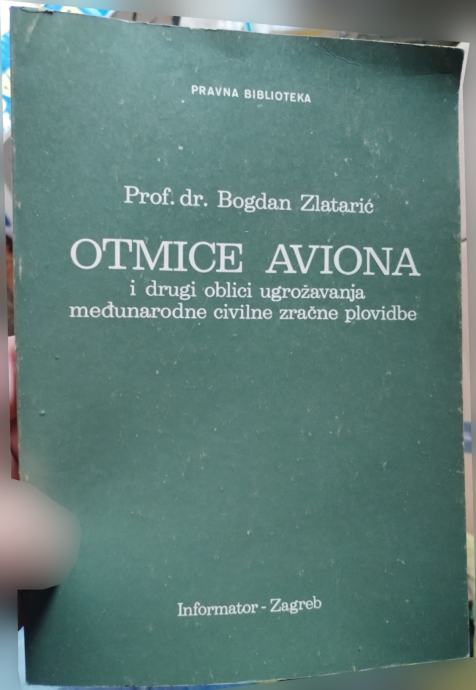 PRAVNA BIBLIOTEKA
Prof. dr. Bogdan Zlatarić
OTMICE AVIONA
i drugi oblici ugrožavanja
međunarodne civilne zračne plovidbe
Informator - Zagreb